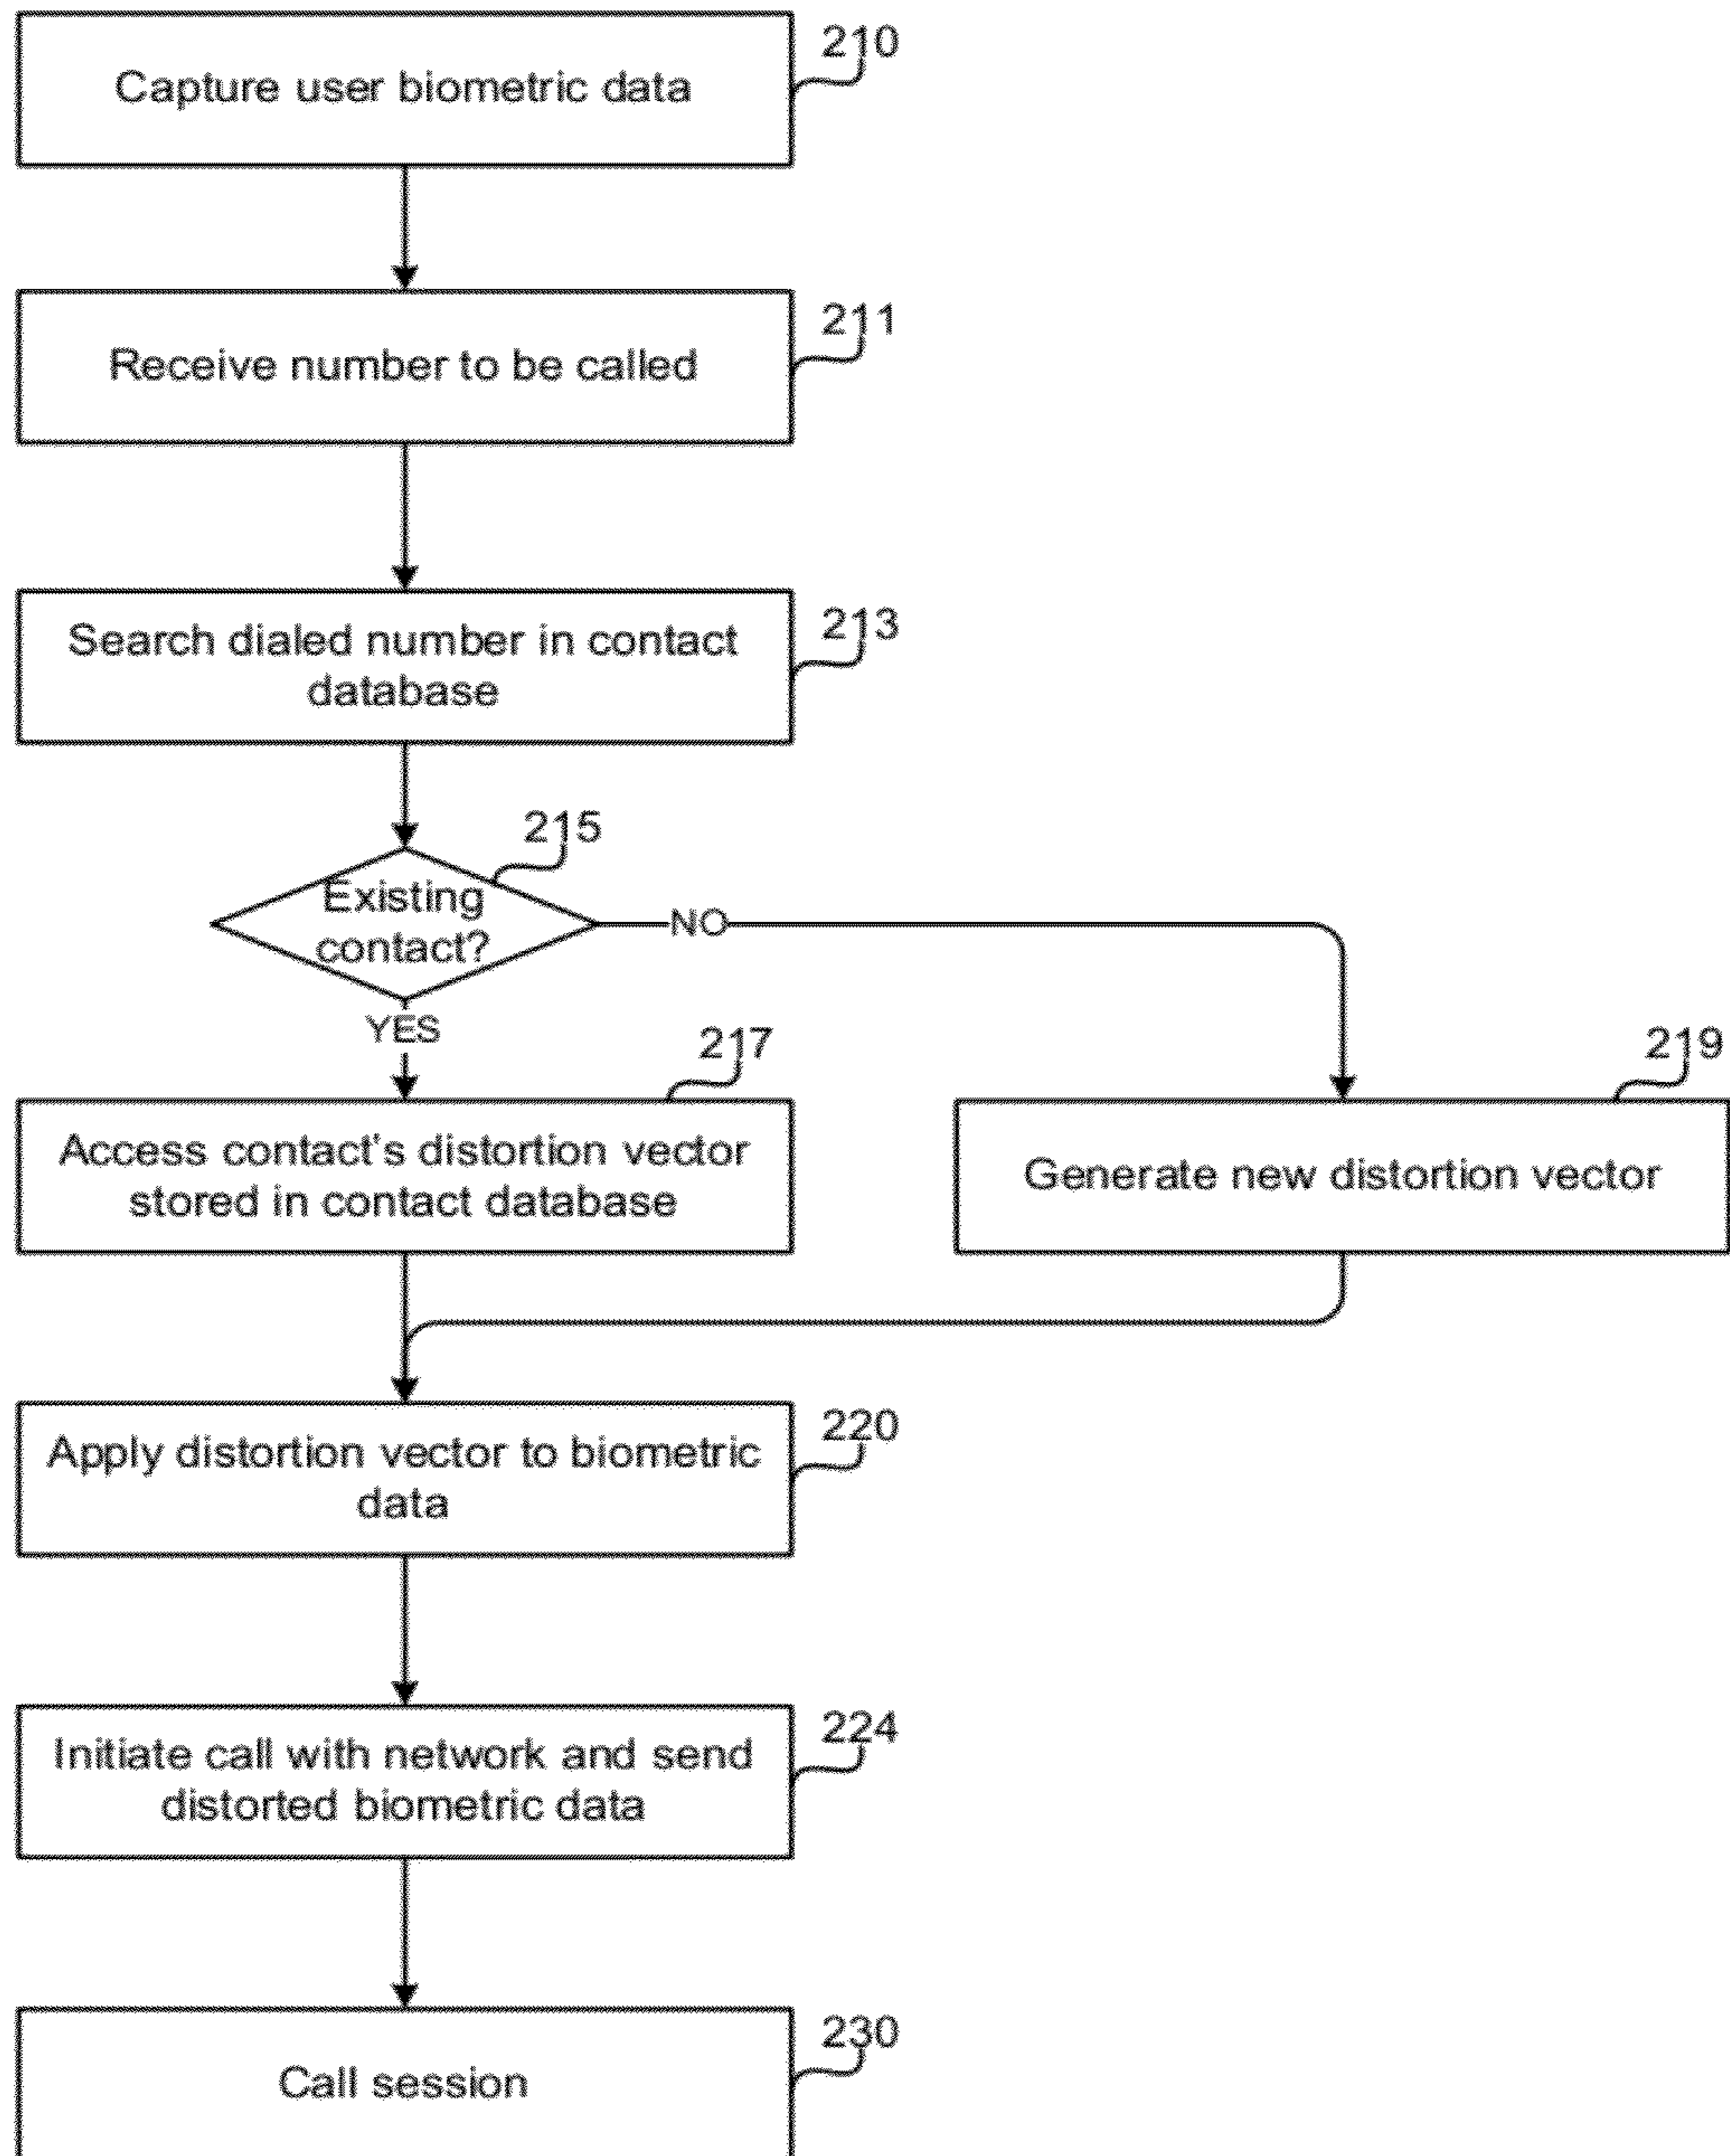 210
Capture user biometric data
211
Receive number to be called
213
Search dialed number in contact
database
215
Existing
contact?
NO
YES
217
219
Access contact's distortion vector
stored in contact database
Generate new distortion vector
220
Apply distortion vector to biometric
data
224
Initiate call with network and send
distorted biometric data
230
Call session